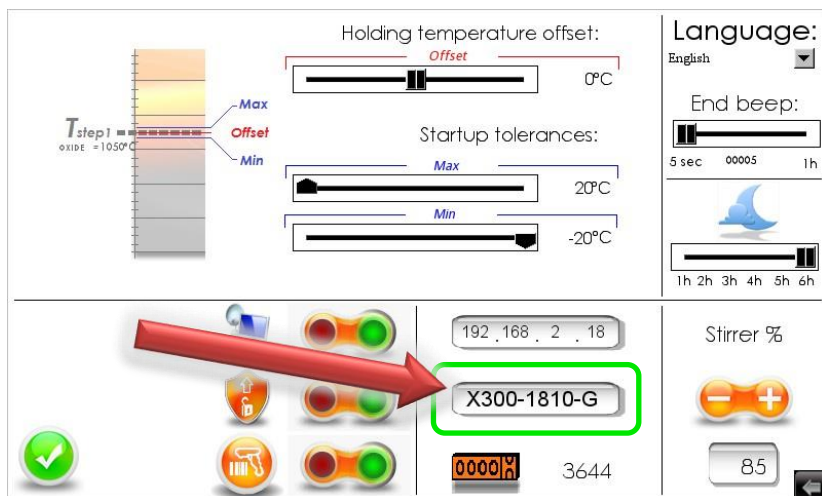 Holding temperature offset:
Offset
0°C
Max
Tstep1
Offset
OXIDE =1050°C
Min
Startup tolerances:
Max
20°C
Min
-20°C
Language:
English
End beep:
5 sec 00005 1h
1h 2h 3h 4h 5h 6h
192 . 168 . 2 . 18
X300-1810-G
0000
3644
Stirrer %
85